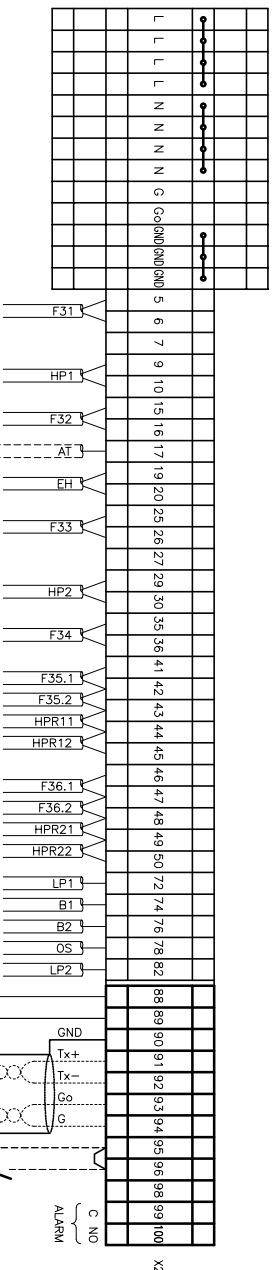 L
L
L
L
N
N
N
N
G
Go
GND
GND
GND
5
6
7
9
10
15
16
17
19
20
25
26
27
29
30
35
36
41
42
43
44
45
46
47
48
49
50
72
74
76
78
82
88
89
90
91
92
93
94
95
96
98
99
100
X2
F31
HP1
F32
AT
EH
F33
HP2
F34
F35.1
F35.2
HPR11
HPR12
F36.1
F36.2
HPR21
HPR22
LP1
B1
B2
OS
LP2
GND
Tx+
Tx-
Go
G
C NO
ALARM